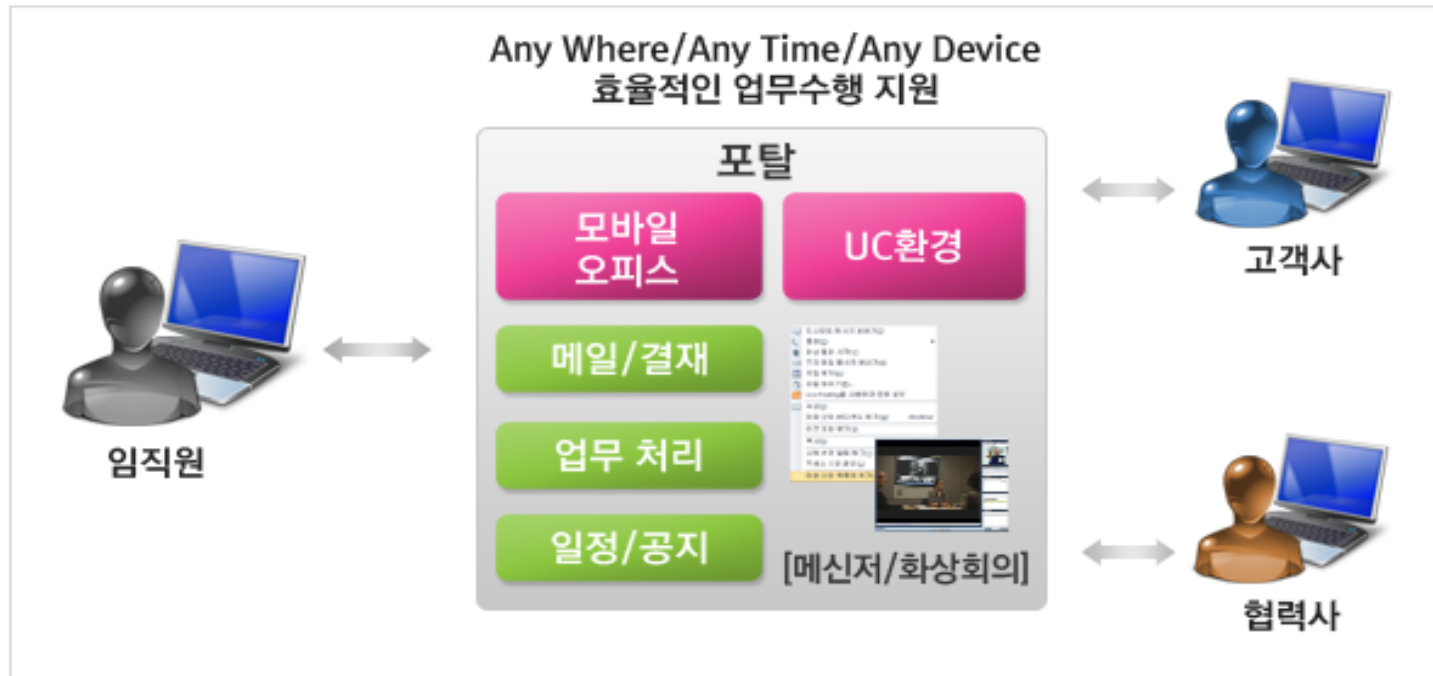 Any Where/Any Time/Any Device
효율적인 업무수행 지원
포탈
모바일
오피스
UC환경
메일/결재
업무 처리
일정/공지
[메신저/화상회의]
임직원
고객사
협력사